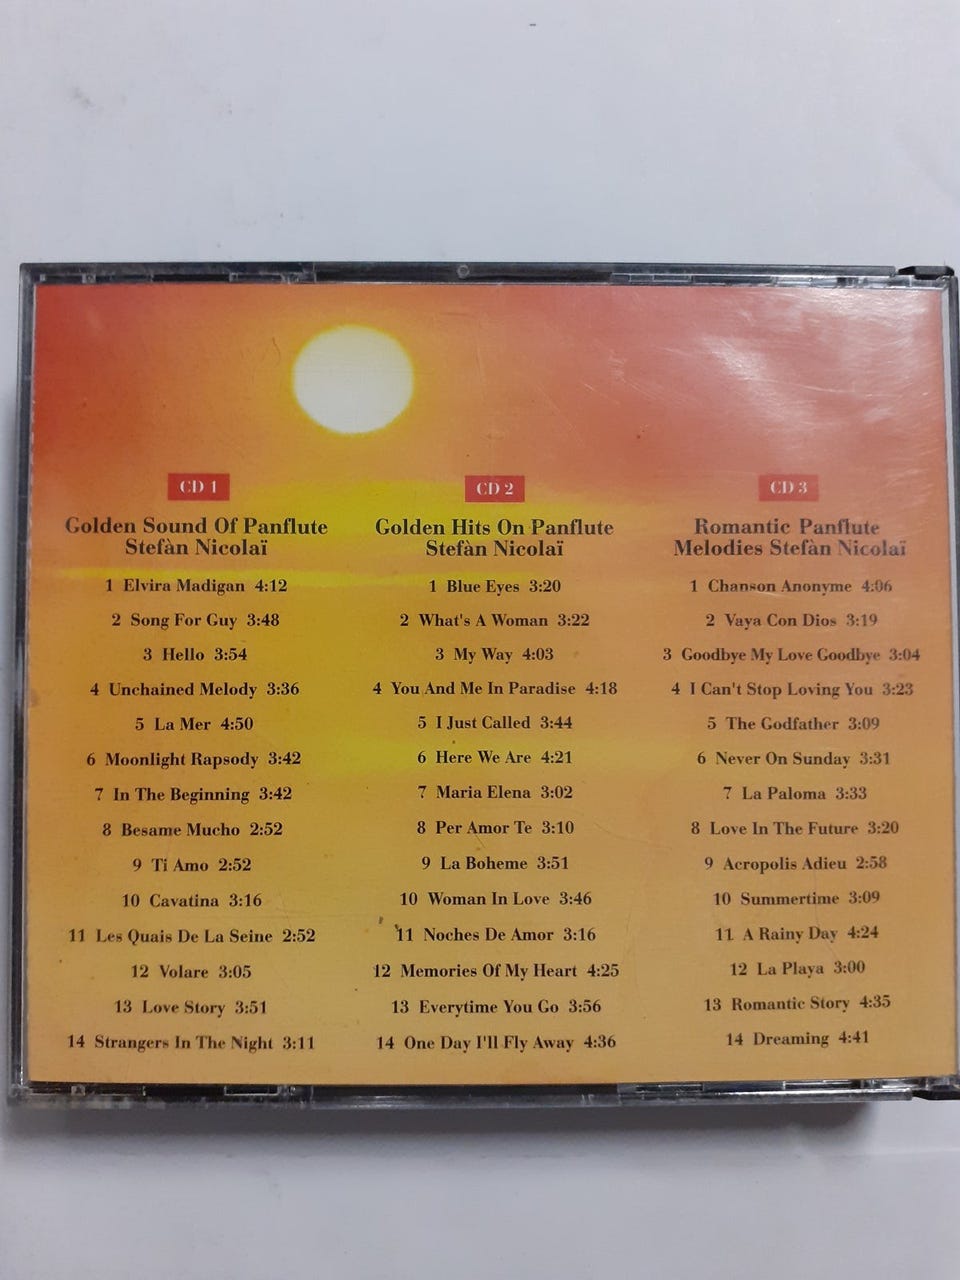 CD 1
Golden Sound Of Panflute
Stefàn Nicolaï
1 Elvira Madigan 4:12
2 Song For Guy 3:48
3 Hello 3:54
4 Unchained Melody 3:36
5 La Mer 4:50
6 Moonlight Rapsody 3:42
7 In The Beginning 3:42
8 Besame Mucho 2:52
9 Ti Amo 2:52
10 Cavatina 3:16
11 Les Quais De La Seine 2:52
12 Volare 3:05
13 Love Story 3:51
14 Strangers In The Night 3:11
CD 2
Golden Hits On Panflute
Stefàn Nicolaï
1 Blue Eyes 3:20
2 What's A Woman 3:22
3 My Way 4:03
4 You And Me In Paradise 4:18
5 I Just Called 3:44
6 Here We Are 4:21
7 Maria Elena 3:02
8 Per Amor Te 3:10
9 La Boheme 3:51
10 Woman In Love 3:46
11 Noches De Amor 3:16
12 Memories Of My Heart 4:25
13 Everytime You Go 3:56
14 One Day I'll Fly Away 4:36
CD 3
Romantic Panflute
Melodies Stefàn Nicolaï
1 Chanson Anonyme 4:06
2 Vaya Con Dios 3:19
3 Goodbye My Love Goodbye 3:04
4 I Can't Stop Loving You 3:23
5 The Godfather 3:09
6 Never On Sunday 3:31
7 La Paloma 3:33
8 Love In The Future 3:20
9 Acropolis Adieu 2:58
10 Summertime 3:09
11 A Rainy Day 4:24
12 La Playa 3:00
13 Romantic Story 4:35
14 Dreaming 4:41